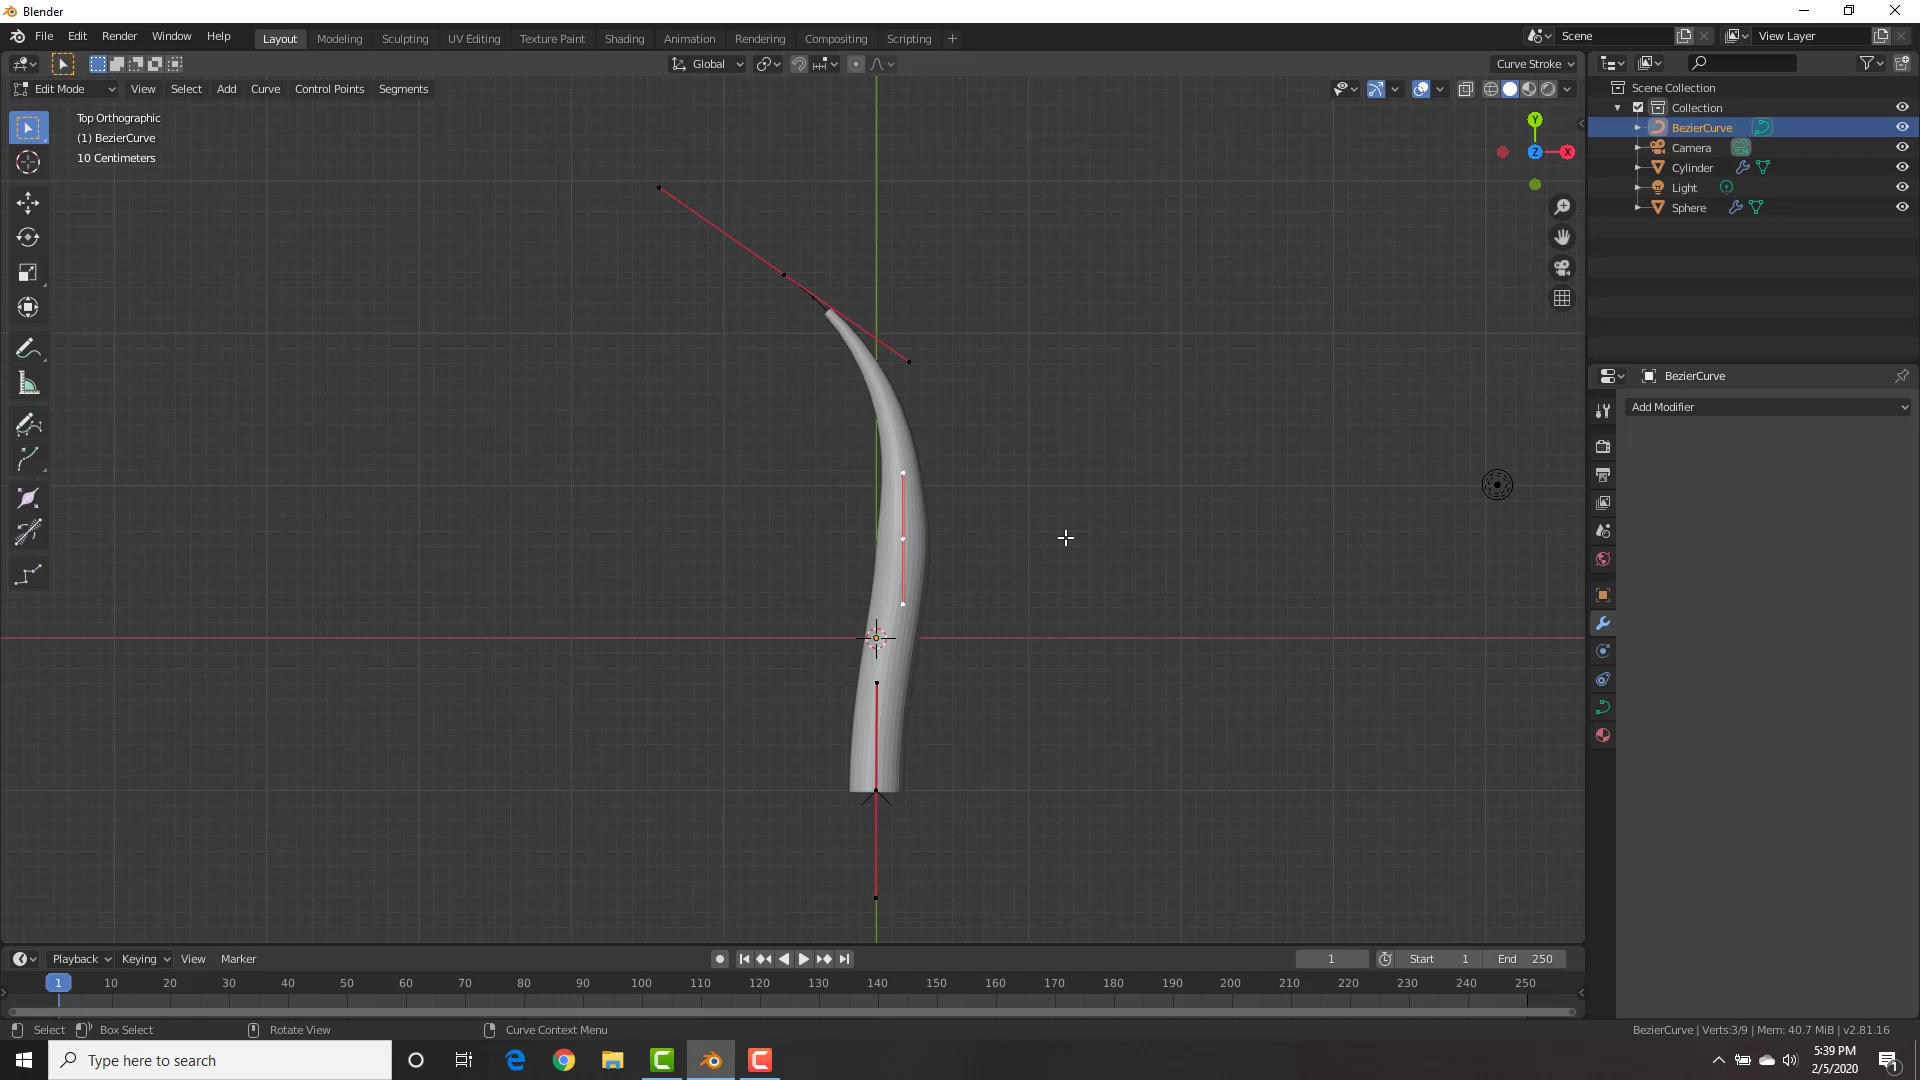 Blender
File Edit Render Window Help Layout Modeling Sculpting UV Editing Texture Paint Shading Animation Rendering Compositing Scripting Scene View Layer
Global Curve Stroke
Edit Mode View Select Add Curve Control Points Segments
Top Orthographic
(1) BezierCurve
10 Centimeters
Y
Z X
Scene Collection
Collection
BezierCurve
Camera
Cylinder
Light
Sphere
BezierCurve
Add Modifier
Playback Keying View Marker 1 Start 1 End 250
1 10 20 30 40 50 60 70 80 90 100 110 120 130 140 150 160 170 180 190 200 210 220 230 240 250
Select Box Select Rotate View Curve Context Menu BezierCurve | Verts:3/9 | Mem: 40.7 MiB | v2.81.16
Type here to search
5:39 PM
2/5/2020
1